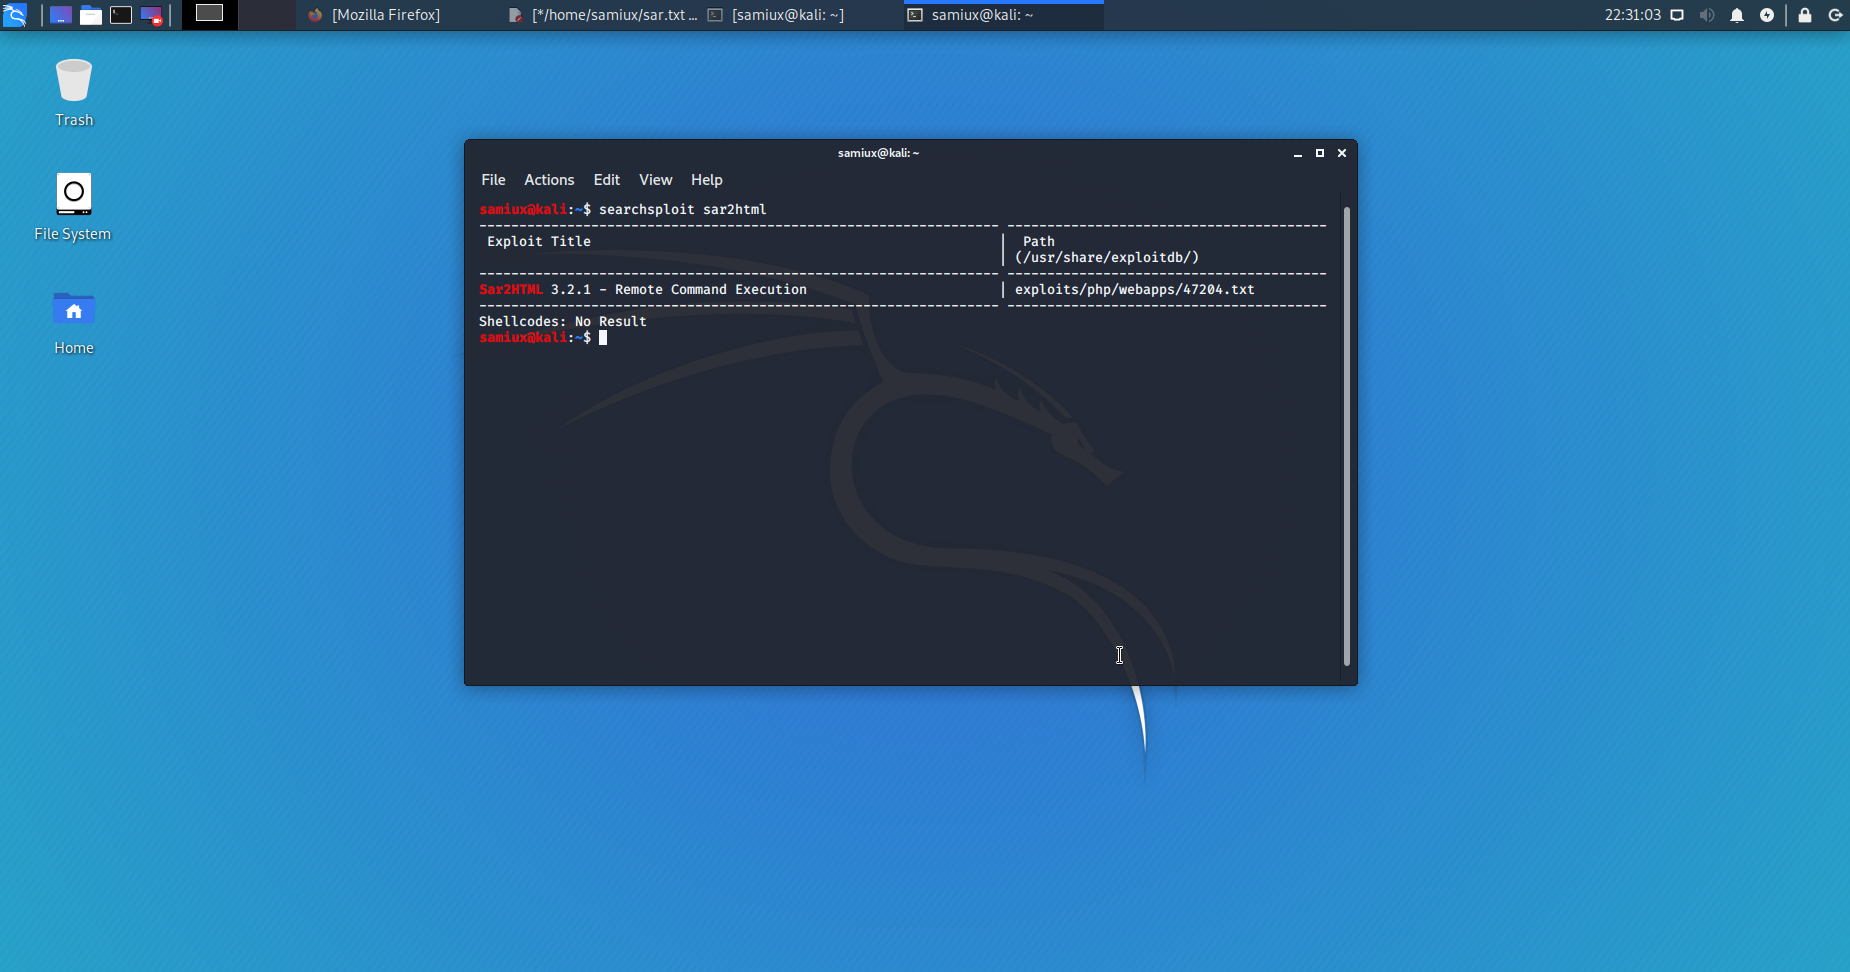 [Mozilla Firefox]
[*/home/samiux/sar.txt ...
[samiux@kali: ~]
samiux@kali: ~
22:31:03
Trash
File System
Home
samiux@kali: ~
File Actions Edit View Help
samiux@kali:~$ searchsploit sar2html
----------------------------------------------------------------- ----------------------------------------
Exploit Title | Path
| (/usr/share/exploitdb/)
----------------------------------------------------------------- ----------------------------------------
Sar2HTML 3.2.1 - Remote Command Execution | exploits/php/webapps/47204.txt
----------------------------------------------------------------- ----------------------------------------
Shellcodes: No Result
samiux@kali:~$